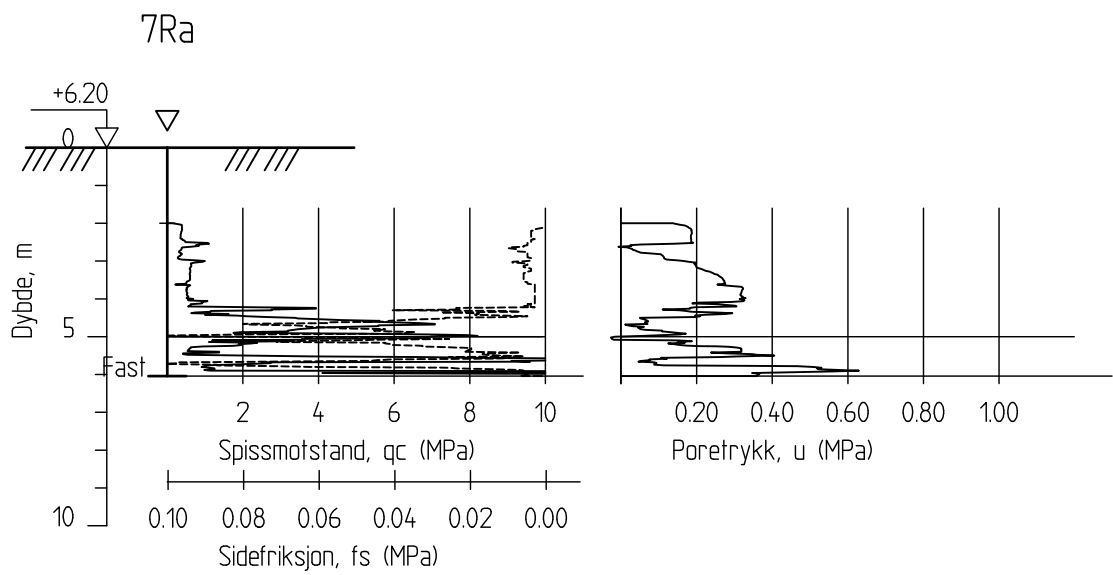 7Ra
+6.20
0
Dybde, m
5
Fast
10
2 4 6 8 10
Spissmotstand, qc (MPa)
0.10 0.08 0.06 0.04 0.02 0.00
Sidefriksjon, fs (MPa)
0.20 0.40 0.60 0.80 1.00
Poretrykk, u (MPa)